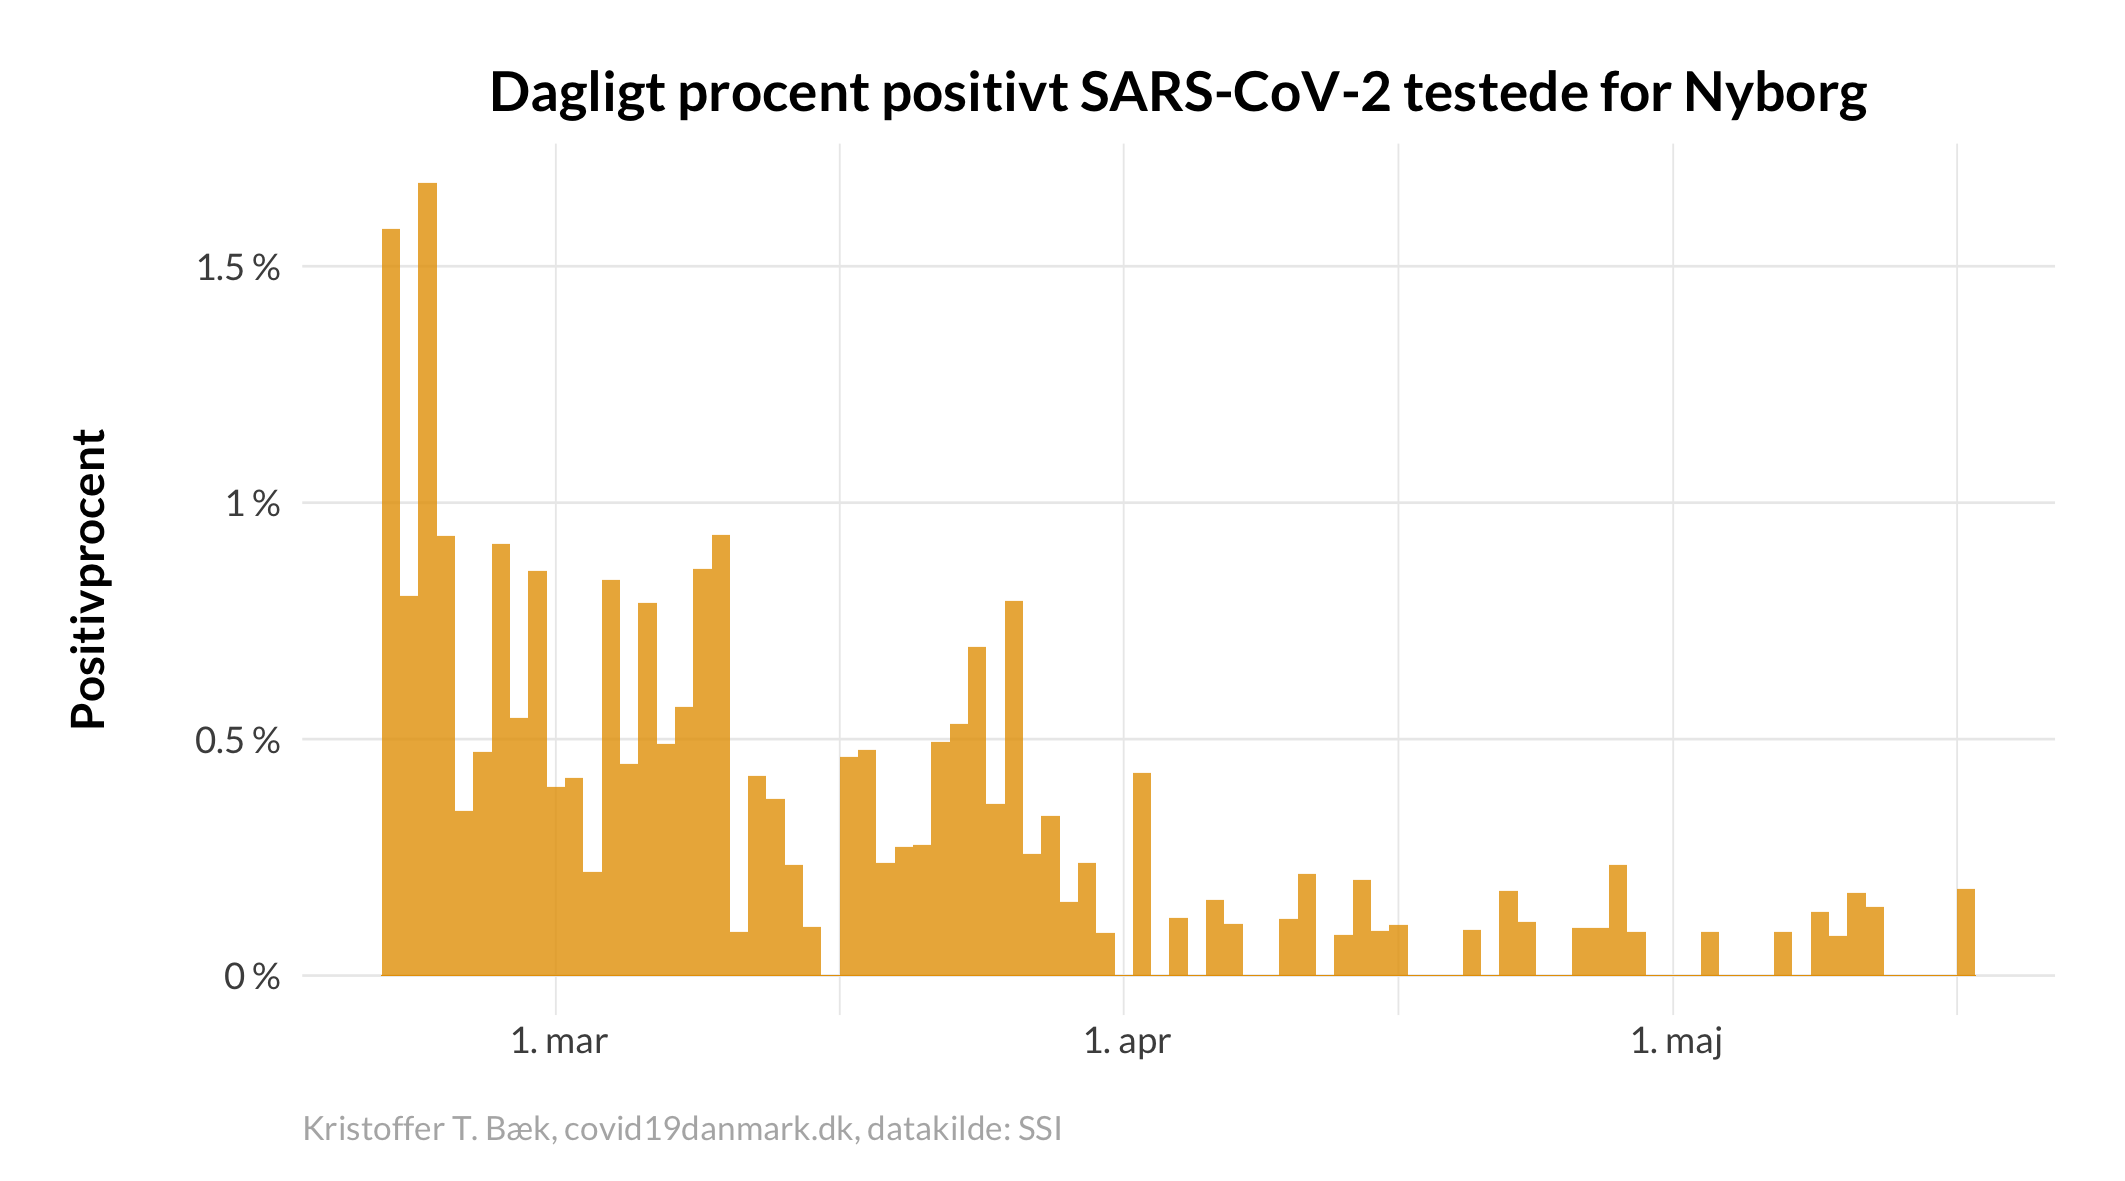 Dagligt procent positivt SARS-CoV-2 testede for Nyborg
Positivprocent
1.5 %
1 %
0.5 %
0 %
1. mar
1. apr
1. maj
Kristoffer T. Bæk, covid19danmark.dk, datakilde: SSI